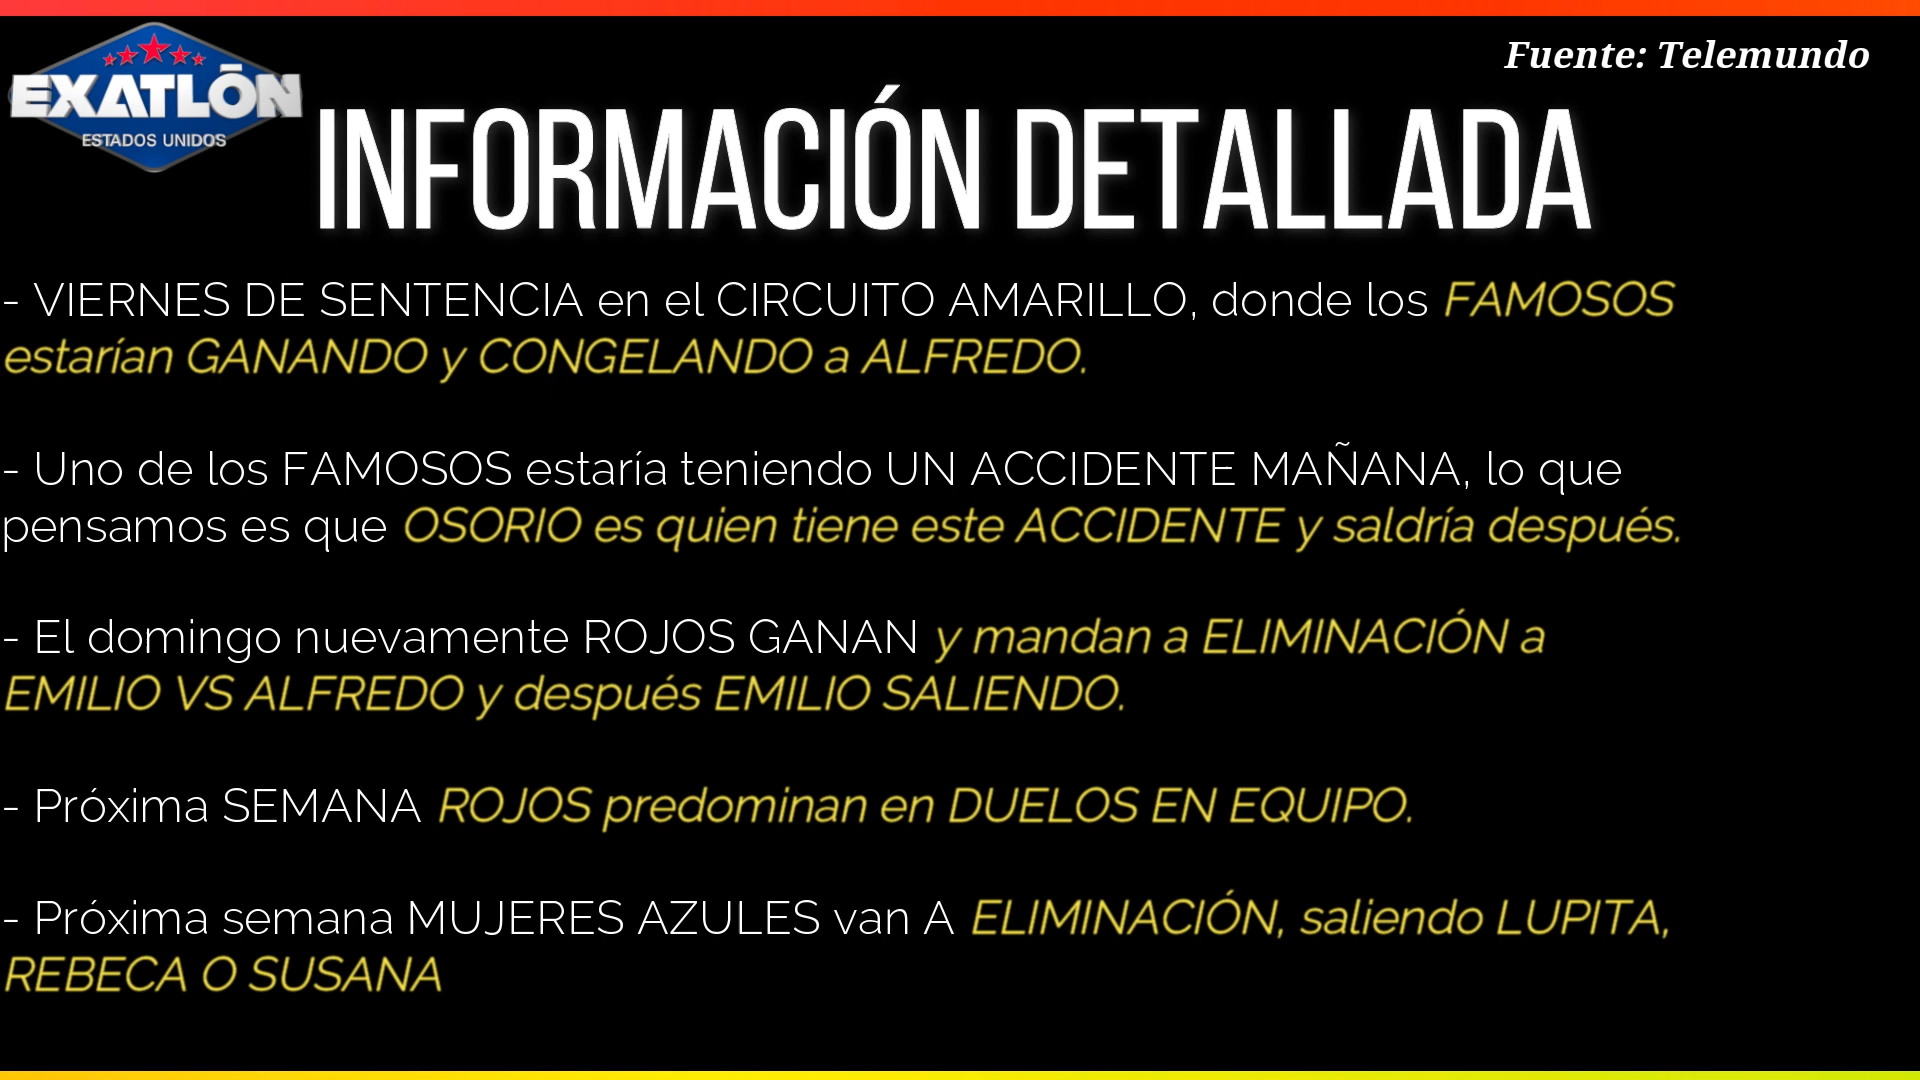 EXATLŌN
ESTADOS UNIDOS
Fuente: Telemundo
INFORMACIÓN DETALLADA
- VIERNES DE SENTENCIA en el CIRCUITO AMARILLO, donde los FAMOSOS
estarían GANANDO y CONGELANDO a ALFREDO.
- Uno de los FAMOSOS estaría teniendo UN ACCIDENTE MAÑANA, lo que
pensamos es que OSORIO es quien tiene este ACCIDENTE y saldría después.
- El domingo nuevamente ROJOS GANAN y mandan a ELIMINACIÓN a
EMILIO VS ALFREDO y después EMILIO SALIENDO.
- Próxima SEMANA ROJOS predominan en DUELOS EN EQUIPO.
- Próxima semana MUJERES AZULES van A ELIMINACIÓN, saliendo LUPITA,
REBECA O SUSANA